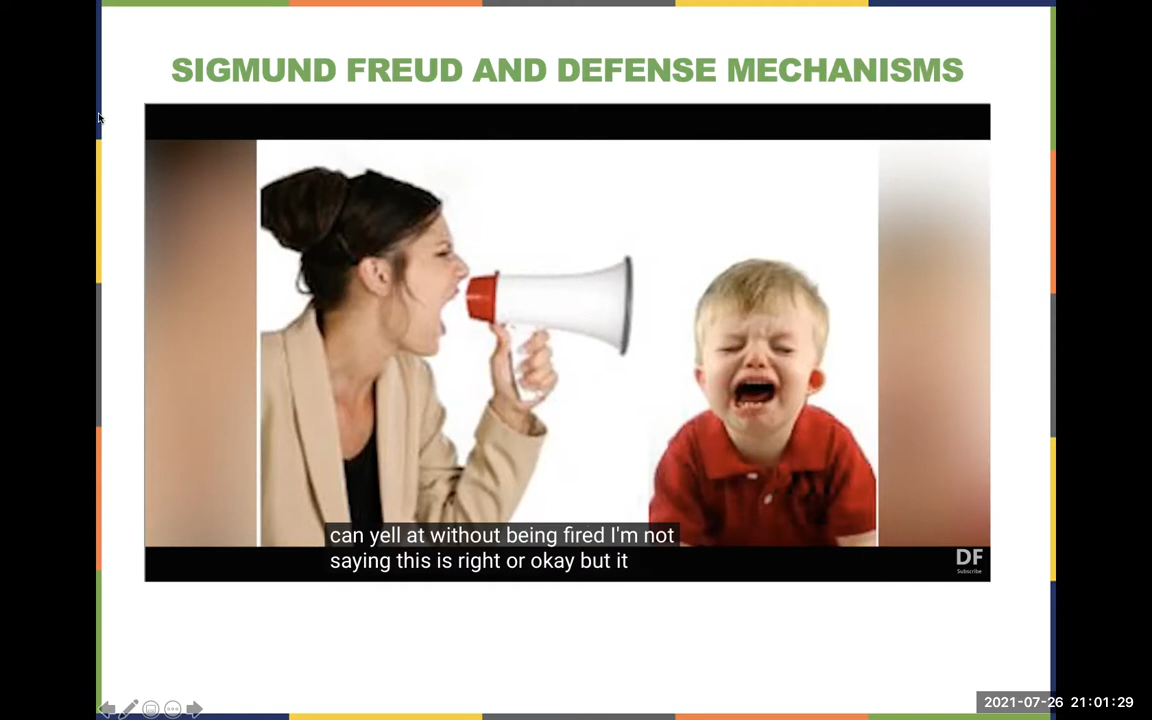 SIGMUND FREUD AND DEFENSE MECHANISMS
can yell at without being fired I'm not
saying this is right or okay but it
DF
Subscribe
2021-07-26 21:01:29